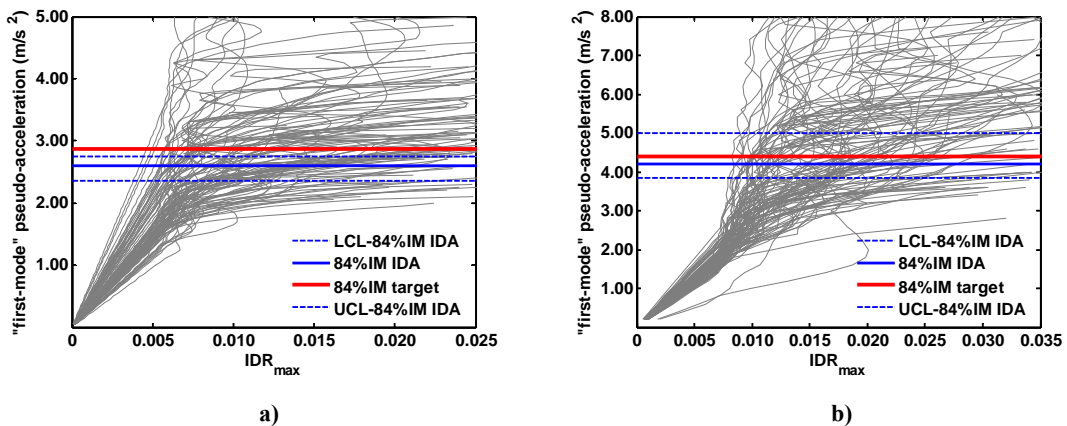 "first-mode" pseudo-acceleration (m/s ²)
5.00
4.00
3.00
2.00
1.00
0
0.005
0.010
0.015
0.020
0.025
IDRmax
LCL-84%IM IDA
84%IM IDA
84%IM target
UCL-84%IM IDA
a)
"first-mode" pseudo-acceleration (m/s ²)
8.00
7.00
6.00
5.00
4.00
3.00
2.00
1.00
0
0.005
0.010
0.015
0.020
0.025
0.030
0.035
IDRmax
LCL-84%IM IDA
84%IM IDA
84%IM target
UCL-84%IM IDA
b)